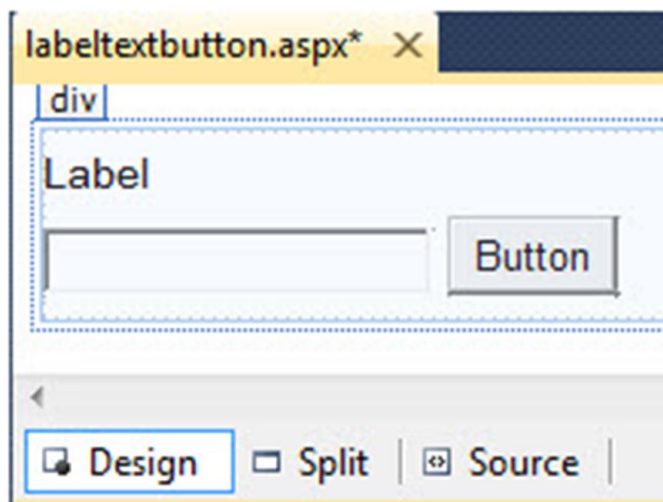 labeltextbutton.aspx*
div
Label
Button
Design Split Source